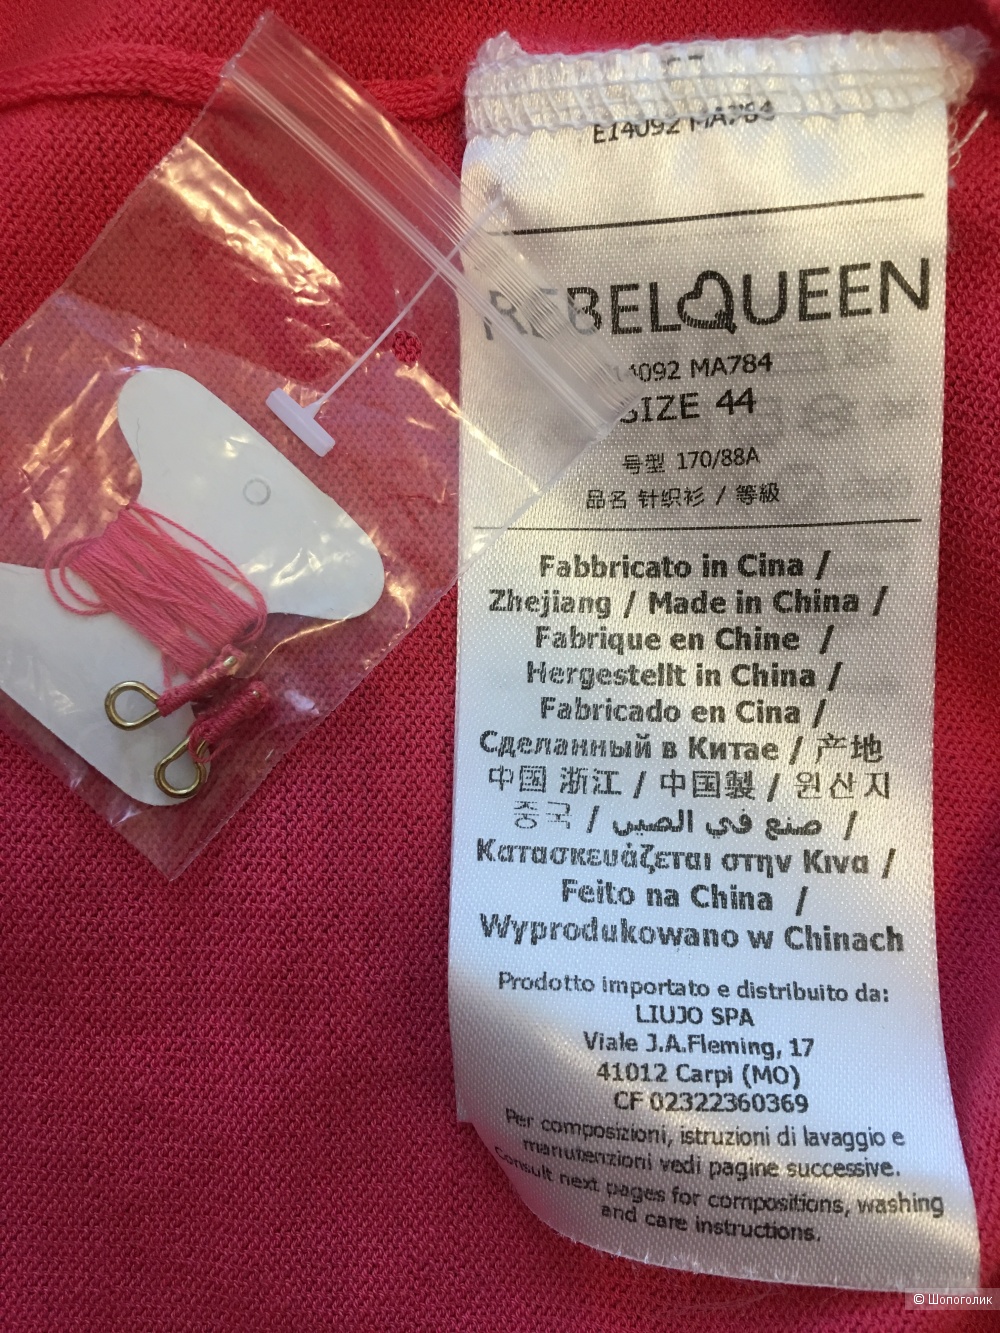 E14092 MA784
REBELQUEEN
14092 MA784
SIZE 44
号型 170/88A
品名 针织衫 / 等級
Fabbricato in Cina /
Zhejiang / Made in China /
Fabrique en Chine /
Hergestellt in China /
Fabricado en Cina /
Сделанный в Китае / 产地
中国 浙江 / 中国製 / 원산지
중국 / صنع في الصين /
Κατασκευάζεται στην Κινα /
Feito na China /
Wyprodukowano w Chinach
Prodotto importato e distribuito da:
LIUJO SPA
Viale J.A.Fleming, 17
41012 Carpi (MO)
CF 02322360369
Per composizioni, istruzioni di lavaggio e
manutenzioni vedi pagine successive.
Consult next pages for compositions, washing
and care instructions.
© Шопоголик